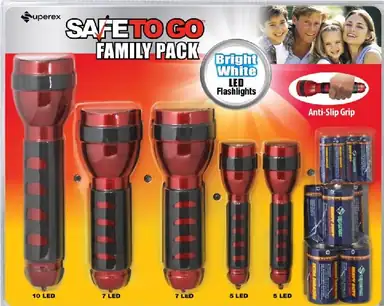 Superex
SAFE TO GO
FAMILY PACK
Bright
White
LED
Flashlights
Anti-Slip Grip
10 LED
7 LED
7 LED
5 LED
5 LED